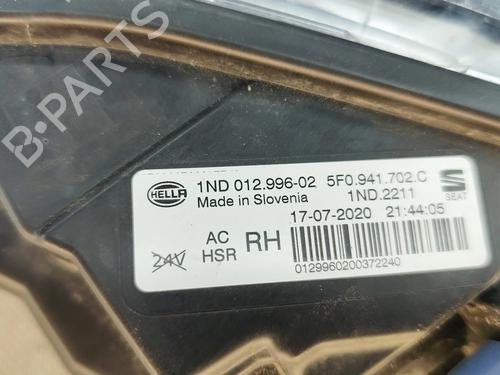 B-PARTS
HELLA
1ND 012.996-02 5F0.941.702.C
Made in Slovenia 1ND.2211
SEAT
17-07-2020 21:44:05
24V
AC
HSR
RH
0129960200372240